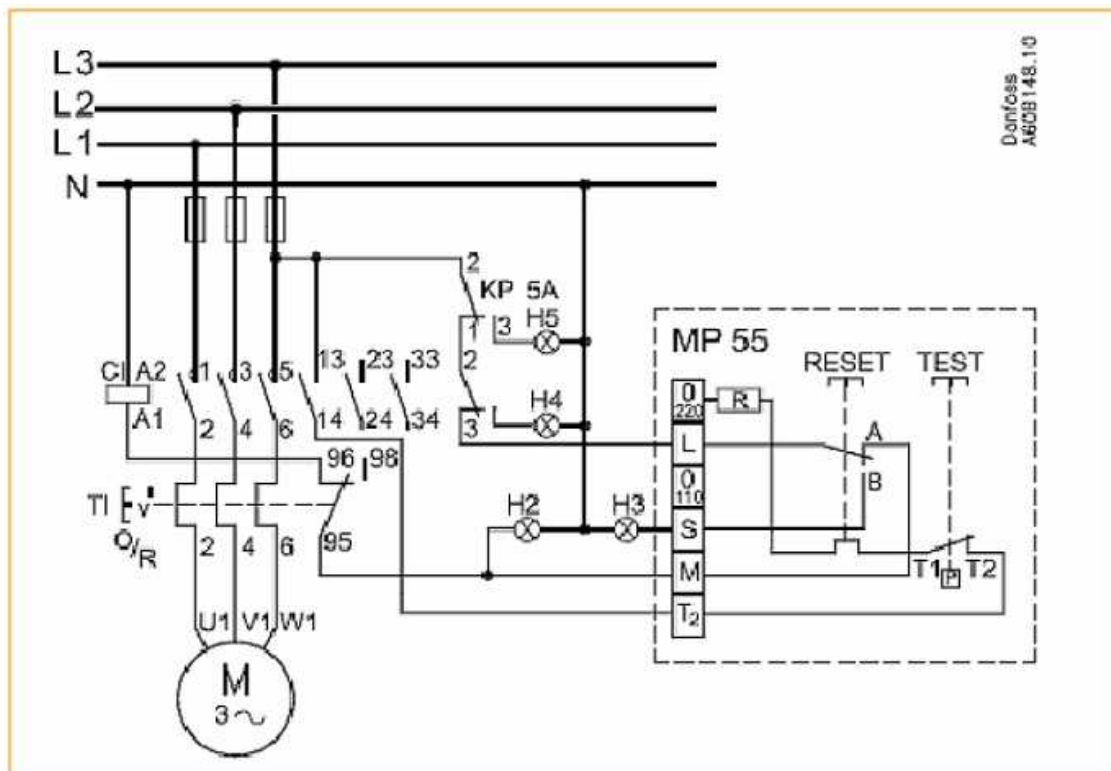 Danfoss
A60B148.10
L3
L2
L1
N
2
KP 5A
1 3 H5
2
H4
3
CI A2 1 3 5 13 23 33
A1 2 4 6 14 24 34
96 98
TI
O/R
2 4 6 95
H2 H3
U1 V1 W1
M
3~
MP 55
RESET TEST
0
220
R
L
A
0
110
B
S
M
T1 P T2
T2